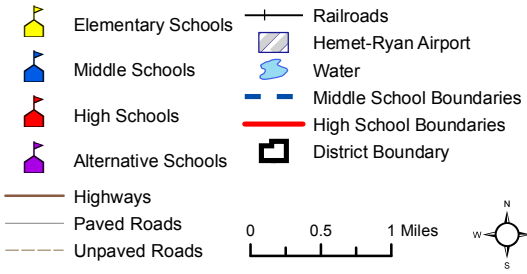 Elementary Schools
Middle Schools
High Schools
Alternative Schools
Highways
Paved Roads
Unpaved Roads
Railroads
Hemet-Ryan Airport
Water
Middle School Boundaries
High School Boundaries
District Boundary
0 0.5 1 Miles
N
W
S